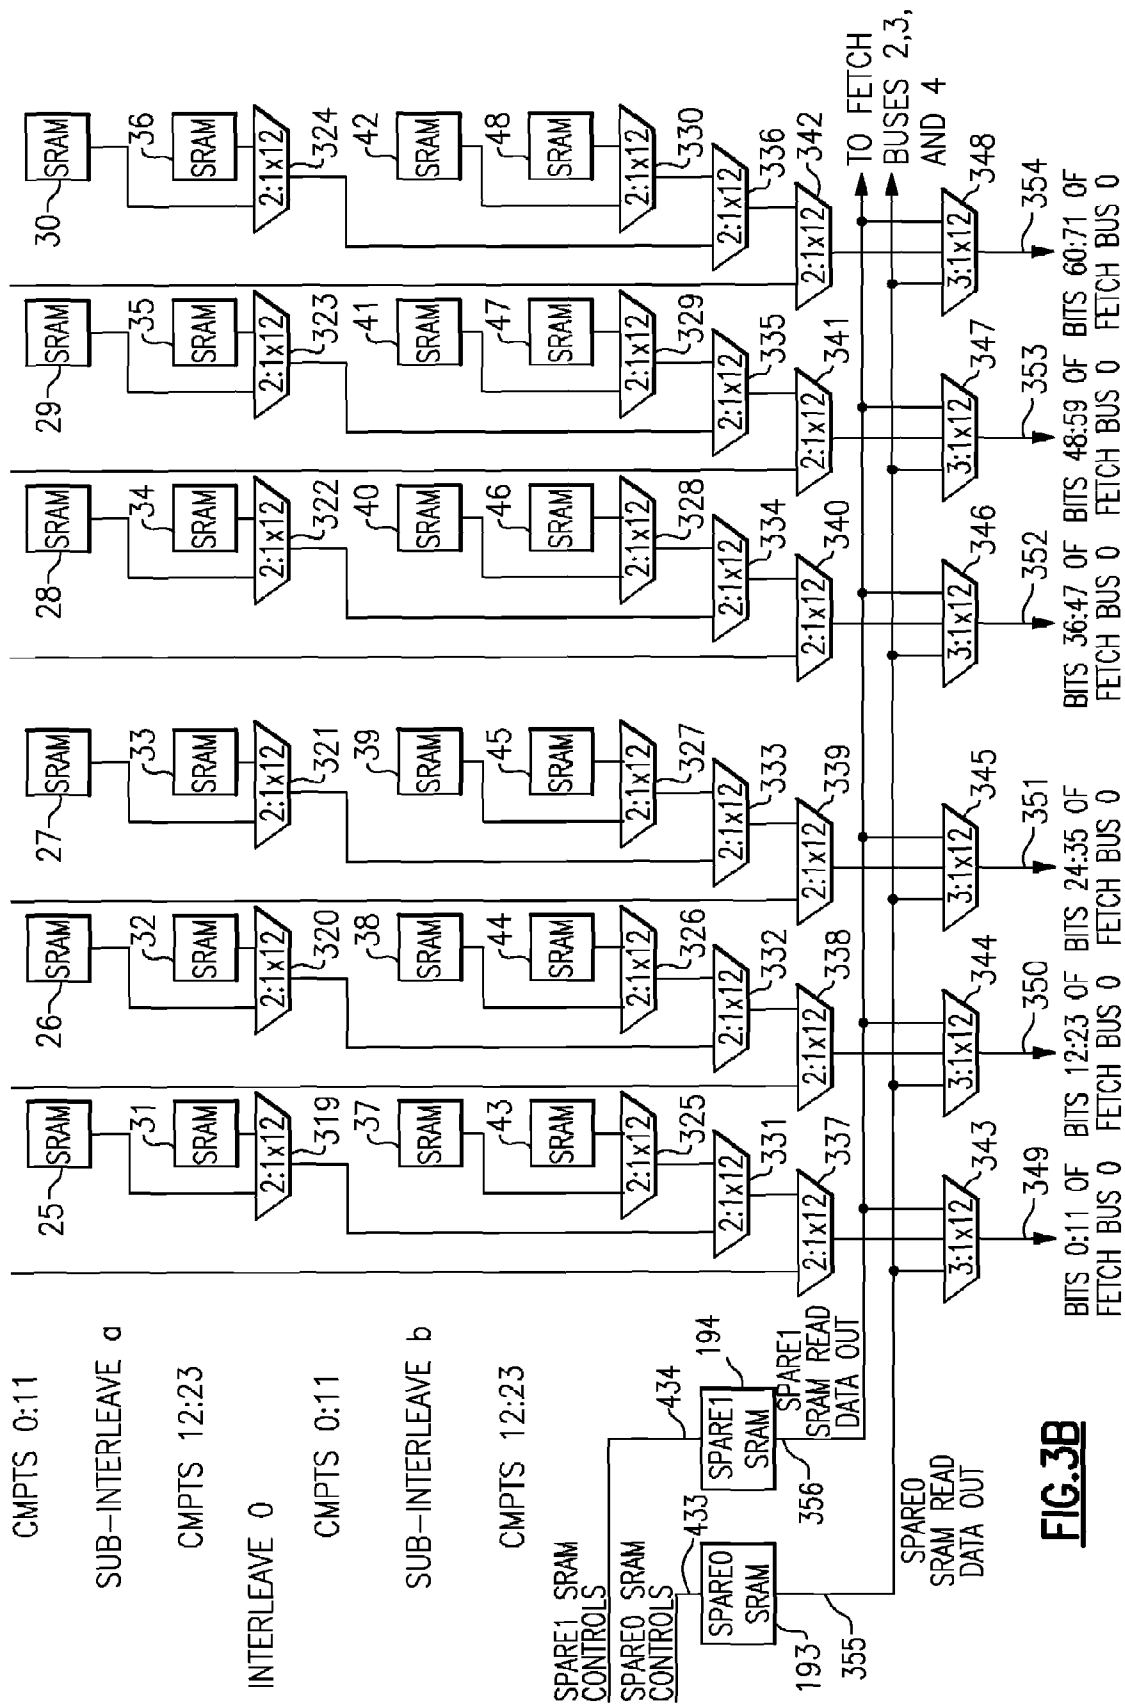 CMPTS 0:11
SUB-INTERLEAVE a
CMPTS 12:23
INTERLEAVE 0
CMPTS 0:11
SUB-INTERLEAVE b
CMPTS 12:23
25
SRAM
26
SRAM
27
SRAM
28
SRAM
29
SRAM
30
SRAM
31
SRAM
32
SRAM
33
SRAM
34
SRAM
35
SRAM
36
SRAM
2:1x12
319
2:1x12
320
2:1x12
321
2:1x12
322
2:1x12
323
2:1x12
324
37
SRAM
38
SRAM
39
SRAM
40
SRAM
41
SRAM
42
SRAM
43
SRAM
44
SRAM
45
SRAM
46
SRAM
47
SRAM
48
SRAM
2:1x12
325
2:1x12
326
2:1x12
327
2:1x12
328
2:1x12
329
2:1x12
330
2:1x12
331
2:1x12
332
2:1x12
333
2:1x12
334
2:1x12
335
2:1x12
336
2:1x12
337
2:1x12
338
2:1x12
339
2:1x12
340
2:1x12
341
2:1x12
342
SPARE1 SRAM
CONTROLS
SPARE0 SRAM
CONTROLS
433
434
SPARE0
SRAM
193
SPARE1
SRAM
194
355
356
SPARE1
SRAM READ
DATA OUT
SPARE0
SRAM READ
DATA OUT
TO FETCH
BUSES 2,3,
AND 4
3:1x12
343
3:1x12
344
3:1x12
345
3:1x12
346
3:1x12
347
3:1x12
348
349
350
351
352
353
354
BITS 0:11 OF
FETCH BUS 0
BITS 12:23 OF
FETCH BUS 0
BITS 24:35 OF
FETCH BUS 0
BITS 36:47 OF
FETCH BUS 0
BITS 48:59 OF
FETCH BUS 0
BITS 60:71 OF
FETCH BUS 0
FIG.3B